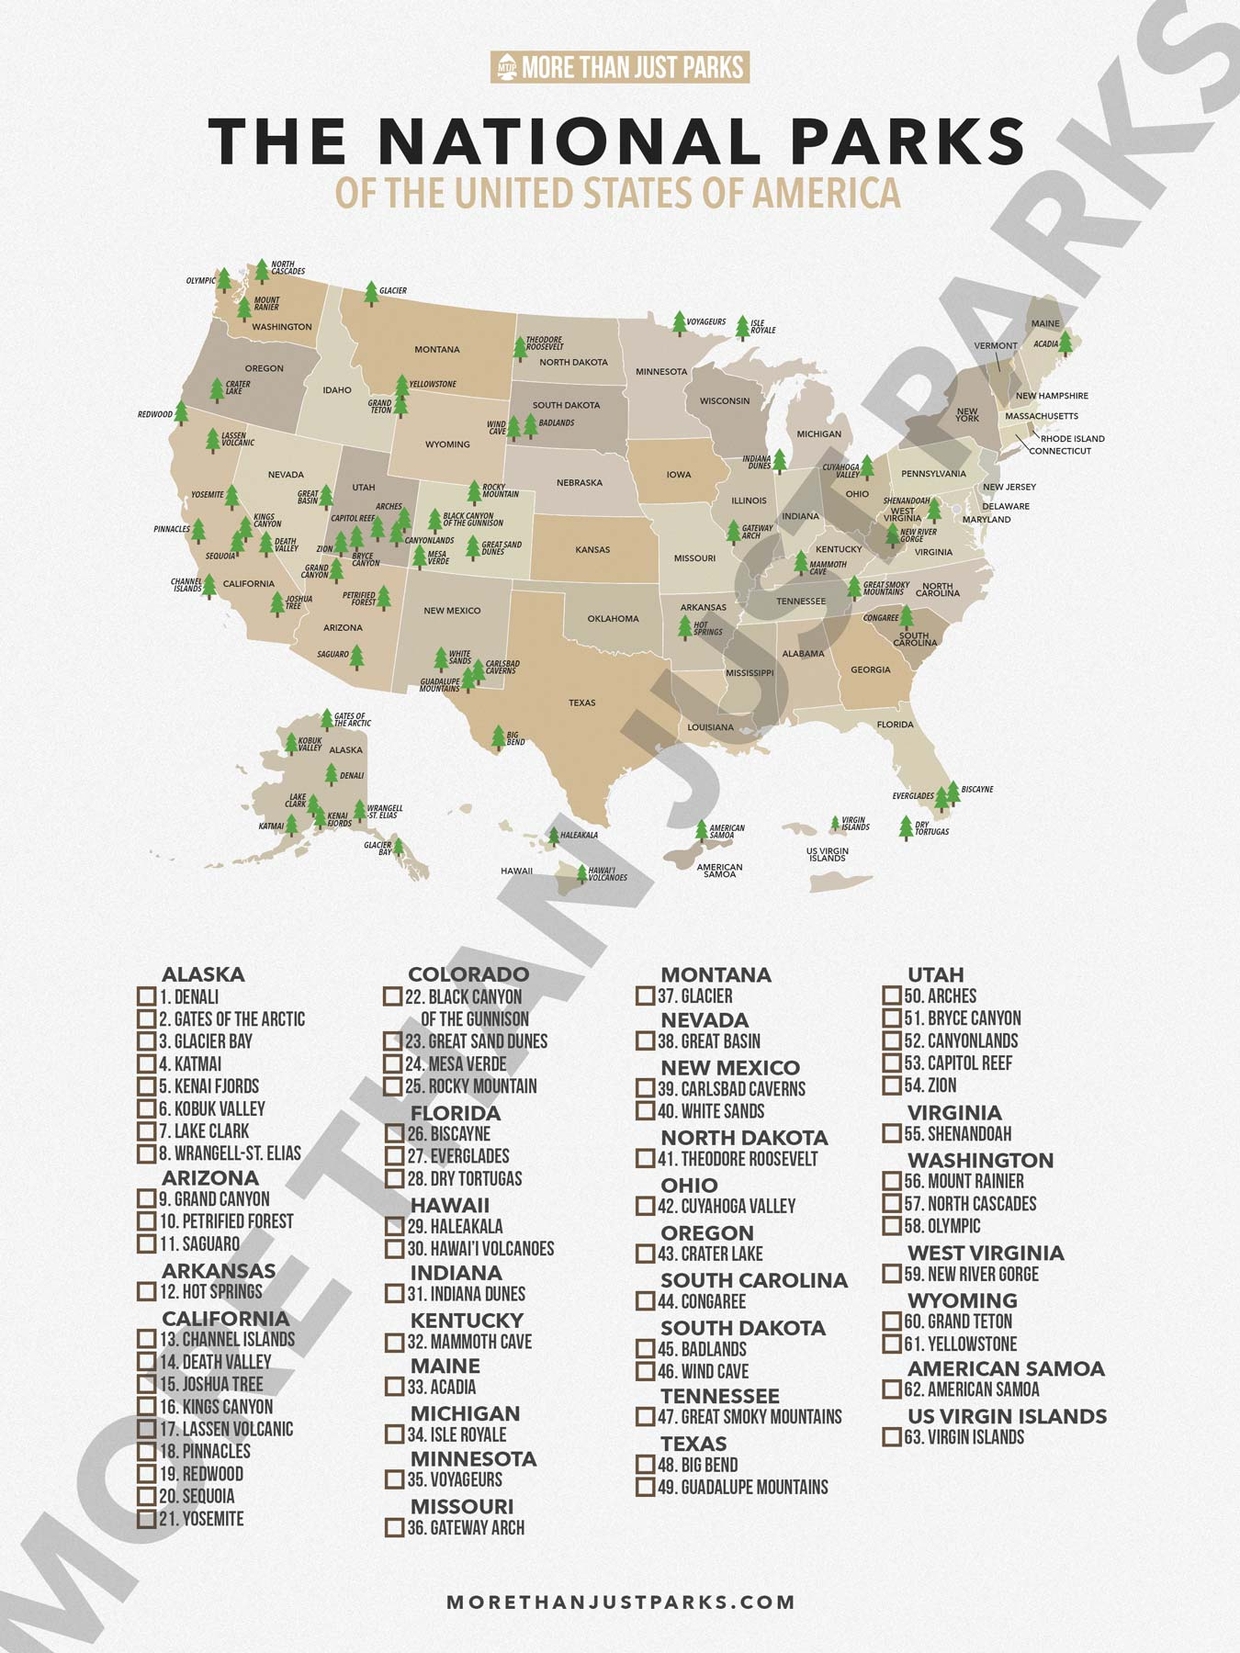 MTJP MORE THAN JUST PARKS
THE NATIONAL PARKS
OF THE UNITED STATES OF AMERICA
NORTH
CASCADES
OLYMPIC
MOUNT
RANIER
WASHINGTON
GLACIER
MONTANA
OREGON
CRATER
LAKE
IDAHO
YELLOWSTONE
GRAND
TETON
WYOMING
THEODORE
ROOSEVELT
NORTH DAKOTA
SOUTH DAKOTA
WIND
CAVE
BADLANDS
VOYAGEURS
ISLE
ROYALE
MINNESOTA
WISCONSIN
MICHIGAN
MAINE
ACADIA
VERMONT
NEW HAMPSHIRE
MASSACHUSETTS
NEW
YORK
RHODE ISLAND
CONNECTICUT
REDWOOD
LASSEN
VOLCANIC
NEVADA
UTAH
YOSEMITE
GREAT
BASIN
ARCHES
CAPITOL REEF
PINNACLES
KINGS
CANYON
SEQUOIA
DEATH
VALLEY
ZION
BRYCE
CANYON
CANYONLANDS
ROCKY
MOUNTAIN
BLACK CANYON
OF THE GUNNISON
MESA
VERDE
GREAT SAND
DUNES
NEBRASKA
IOWA
KANSAS
INDIANA
DUNES
CUYAHOGA
VALLEY
PENNSYLVANIA
OHIO
NEW JERSEY
DELAWARE
MARYLAND
ILLINOIS
INDIANA
SHENANDOAH
WEST
VIRGINIA
NEW RIVER
GORGE
VIRGINIA
GATEWAY
ARCH
MISSOURI
KENTUCKY
MAMMOTH
CAVE
GREAT SMOKY
MOUNTAINS
NORTH
CAROLINA
TENNESSEE
CONGAREE
SOUTH
CAROLINA
CHANNEL
ISLANDS
CALIFORNIA
JOSHUA
TREE
GRAND
CANYON
PETRIFIED
FOREST
ARIZONA
SAGUARO
NEW MEXICO
WHITE
SANDS
CARLSBAD
CAVERNS
GUADALUPE
MOUNTAINS
OKLAHOMA
ARKANSAS
HOT
SPRINGS
MISSISSIPPI
ALABAMA
GEORGIA
TEXAS
LOUISIANA
FLORIDA
BIG
BEND
EVERGLADES
BISCAYNE
DRY
TORTUGAS
GATES OF
THE ARCTIC
KOBUK
VALLEY
ALASKA
DENALI
LAKE
CLARK
KENAI
FJORDS
WRANGELL
-ST. ELIAS
KATMAI
GLACIER
BAY
HALEAKALA
HAWAII
HAWAI'I
VOLCANOES
AMERICAN
SAMOA
AMERICAN
SAMOA
VIRGIN
ISLANDS
US VIRGIN
ISLANDS
ALASKA
1. DENALI
2. GATES OF THE ARCTIC
3. GLACIER BAY
4. KATMAI
5. KENAI FJORDS
6. KOBUK VALLEY
7. LAKE CLARK
8. WRANGELL-ST. ELIAS
ARIZONA
9. GRAND CANYON
10. PETRIFIED FOREST
11. SAGUARO
ARKANSAS
12. HOT SPRINGS
CALIFORNIA
13. CHANNEL ISLANDS
14. DEATH VALLEY
15. JOSHUA TREE
16. KINGS CANYON
17. LASSEN VOLCANIC
18. PINNACLES
19. REDWOOD
20. SEQUOIA
21. YOSEMITE
COLORADO
22. BLACK CANYON
OF THE GUNNISON
23. GREAT SAND DUNES
24. MESA VERDE
25. ROCKY MOUNTAIN
FLORIDA
26. BISCAYNE
27. EVERGLADES
28. DRY TORTUGAS
HAWAII
29. HALEAKALA
30. HAWAI'I VOLCANOES
INDIANA
31. INDIANA DUNES
KENTUCKY
32. MAMMOTH CAVE
MAINE
33. ACADIA
MICHIGAN
34. ISLE ROYALE
MINNESOTA
35. VOYAGEURS
MISSOURI
36. GATEWAY ARCH
MONTANA
37. GLACIER
NEVADA
38. GREAT BASIN
NEW MEXICO
39. CARLSBAD CAVERNS
40. WHITE SANDS
NORTH DAKOTA
41. THEODORE ROOSEVELT
OHIO
42. CUYAHOGA VALLEY
OREGON
43. CRATER LAKE
SOUTH CAROLINA
44. CONGAREE
SOUTH DAKOTA
45. BADLANDS
46. WIND CAVE
TENNESSEE
47. GREAT SMOKY MOUNTAINS
TEXAS
48. BIG BEND
49. GUADALUPE MOUNTAINS
UTAH
50. ARCHES
51. BRYCE CANYON
52. CANYONLANDS
53. CAPITOL REEF
54. ZION
VIRGINIA
55. SHENANDOAH
WASHINGTON
56. MOUNT RAINIER
57. NORTH CASCADES
58. OLYMPIC
WEST VIRGINIA
59. NEW RIVER GORGE
WYOMING
60. GRAND TETON
61. YELLOWSTONE
AMERICAN SAMOA
62. AMERICAN SAMOA
US VIRGIN ISLANDS
63. VIRGIN ISLANDS
MORETHANJUSTPARKS.COM
MORE THAN JUST PARKS